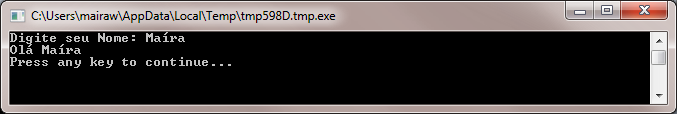 C:\Users\mairaw\AppData\Local\Temp\tmp598D.tmp.exe
Digite seu Nome: Maíra
Olá Maíra
Press any key to continue...